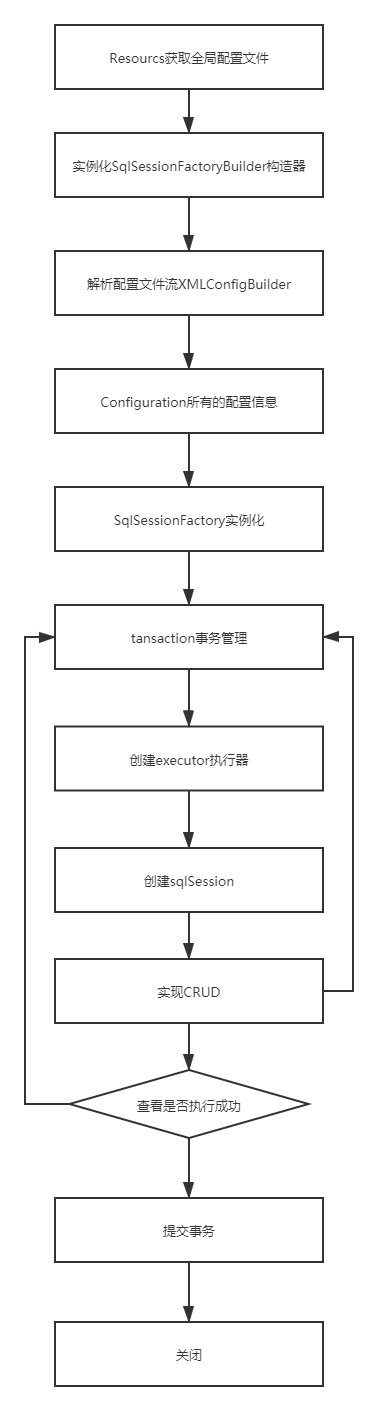 Resourcs获取全局配置文件
实例化SqlSessionFactoryBuilder构造器
解析配置文件流XMLConfigBuilder
Configuration所有的配置信息
SqlSessionFactory实例化
tansaction事务管理
创建executor执行器
创建sqlSession
实现CRUD
查看是否执行成功
提交事务
关闭